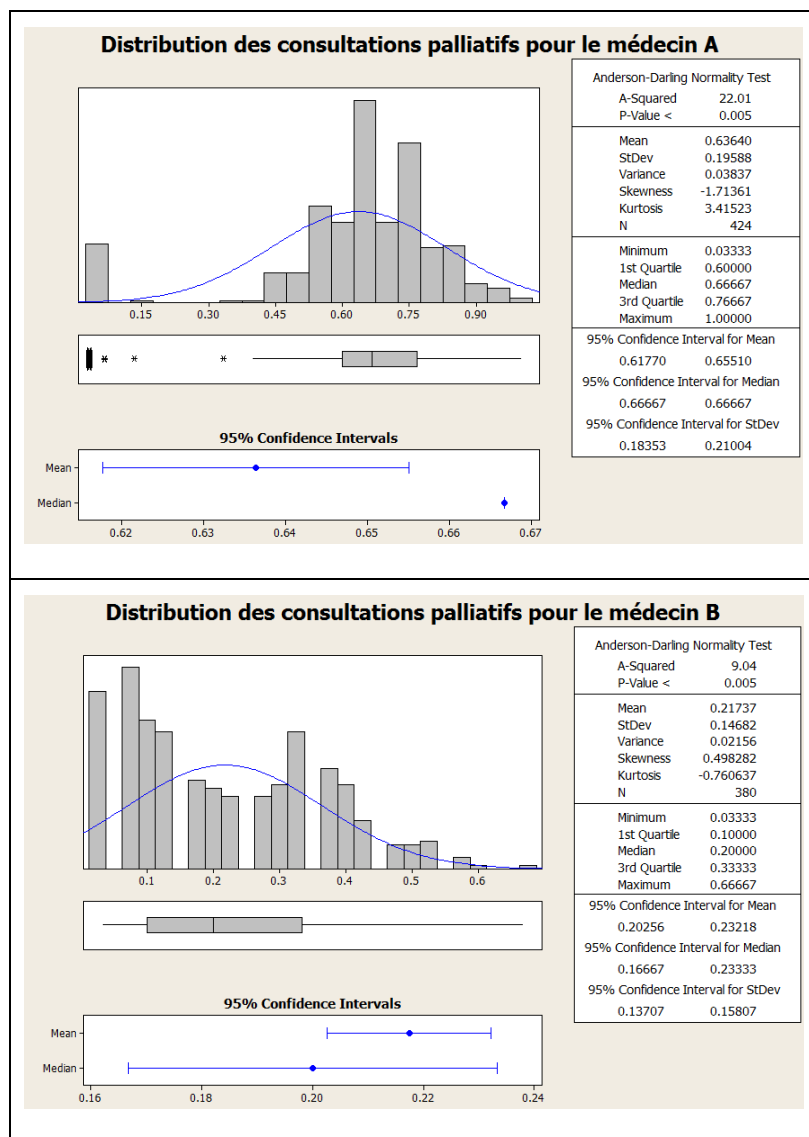 Distribution des consultations palliatifs pour le médecin A
Anderson-Darling Normality Test
A-Squared 22.01
P-Value < 0.005
Mean 0.63640
StDev 0.19588
Variance 0.03837
Skewness -1.71361
Kurtosis 3.41523
N 424
Minimum 0.03333
1st Quartile 0.60000
Median 0.66667
3rd Quartile 0.76667
Maximum 1.00000
95% Confidence Interval for Mean
0.61770 0.65510
95% Confidence Interval for Median
0.66667 0.66667
95% Confidence Interval for StDev
0.18353 0.21004
0.15 0.30 0.45 0.60 0.75 0.90
95% Confidence Intervals
Mean
Median
0.62 0.63 0.64 0.65 0.66 0.67
Distribution des consultations palliatifs pour le médecin B
Anderson-Darling Normality Test
A-Squared 9.04
P-Value < 0.005
Mean 0.21737
StDev 0.14682
Variance 0.02156
Skewness 0.498282
Kurtosis -0.760637
N 380
Minimum 0.03333
1st Quartile 0.10000
Median 0.20000
3rd Quartile 0.33333
Maximum 0.66667
95% Confidence Interval for Mean
0.20256 0.23218
95% Confidence Interval for Median
0.16667 0.23333
95% Confidence Interval for StDev
0.13707 0.15807
0.1 0.2 0.3 0.4 0.5 0.6
95% Confidence Intervals
Mean
Median
0.16 0.18 0.20 0.22 0.24